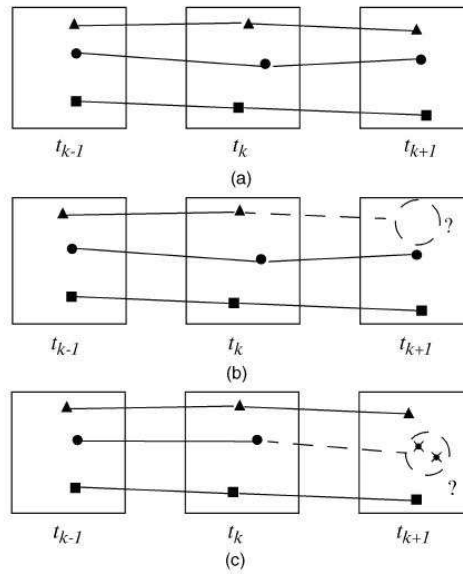 t_{k-1} t_k t_{k+1}
(a)
?
t_{k-1} t_k t_{k+1}
(b)
?
t_{k-1} t_k t_{k+1}
(c)